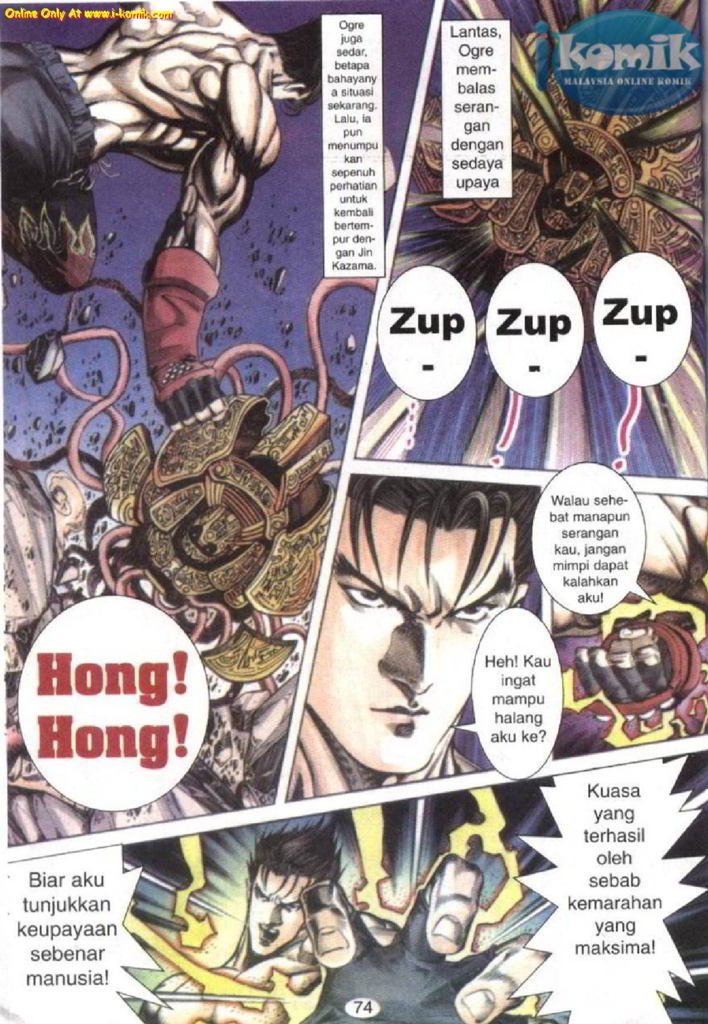 Online Only At www.i-komik.com
ikomik
MALAYSIA ONLINE KOMIK
Ogre
juga
sedar,
betapa
bahayany
a situasi
sekarang.
Lalu, ia
pun
menumpu
kan
sepenuh
perhatian
untuk
kembali
bertem-
pur den-
gan Jin
Kazama.
Lantas,
Ogre
mem-
balas
seran-
gan
dengan
sedaya
upaya
Zup
-
Zup
-
Zup
-
Hong!
Hong!
Walau sehe-
bat manapun
serangan
kau, jangan
mimpi dapat
kalahkan
aku!
Heh! Kau
ingat
mampu
halang
aku ke?
Biar aku
tunjukkan
keupayaan
sebenar
manusia!
Kuasa
yang
terhasil
oleh
sebab
kemarahan
yang
maksima!
74